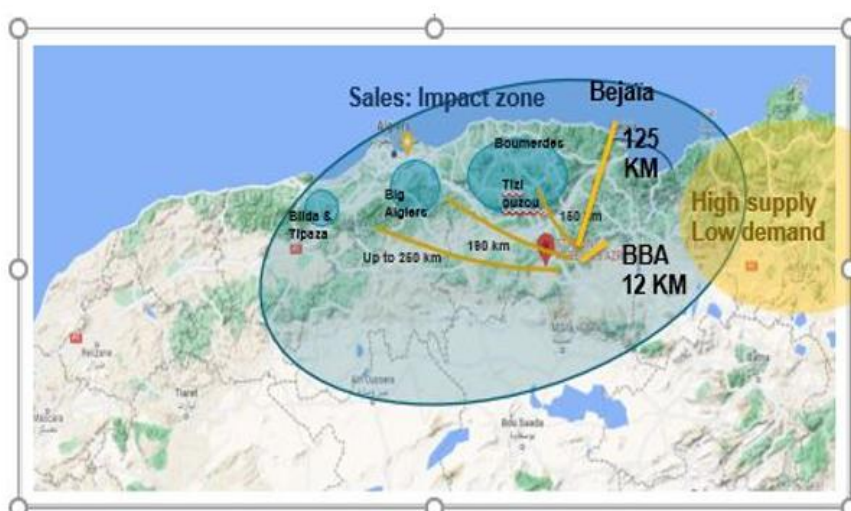 Sales: Impact zone
Bejaïa
125
KM
Boumerdes
Tizi
ouzou
Big
Algiers
Blida &
Tipaza
150 km
190 km
Up to 250 km
BBA
12 KM
High supply
Low demand
Tiaret
Bou Saada